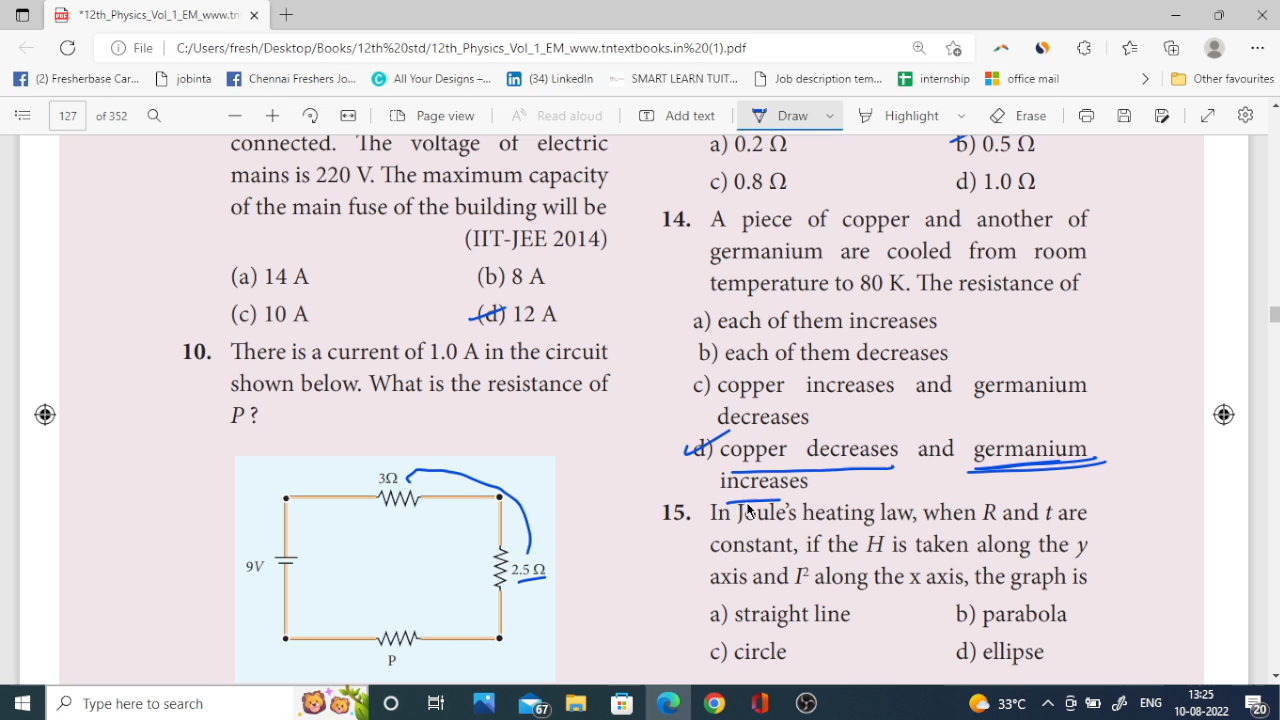 *12th_Physics_Vol_1_EM_www.tn
File
C:/Users/fresh/Desktop/Books/12th%20std/12th_Physics_Vol_1_EM_www.tntextbooks.in%20(1).pdf
(2) Fresherbase Car...
jobinta
Chennai Freshers Jo...
All Your Designs –...
(34) LinkedIn
SMART LEARN TUIT...
Job description tem...
internship
office mail
Other favourites
127 of 352
Page view
Read aloud
Add text
Draw
Highlight
Erase
connected. The voltage of electric
mains is 220 V. The maximum capacity
of the main fuse of the building will be
(IIT-JEE 2014)
(a) 14 A (b) 8 A
(c) 10 A (d) 12 A
10. There is a current of 1.0 A in the circuit
shown below. What is the resistance of
P ?
3Ω
9V
2.5 Ω
P
a) 0.2 Ω b) 0.5 Ω
c) 0.8 Ω d) 1.0 Ω
14. A piece of copper and another of
germanium are cooled from room
temperature to 80 K. The resistance of
a) each of them increases
b) each of them decreases
c) copper increases and germanium
decreases
d) copper decreases and germanium
increases
15. In Joule's heating law, when R and t are
constant, if the H is taken along the y
axis and I² along the x axis, the graph is
a) straight line b) parabola
c) circle d) ellipse
Type here to search
67
33°C
ENG
13:25
10-08-2022
20